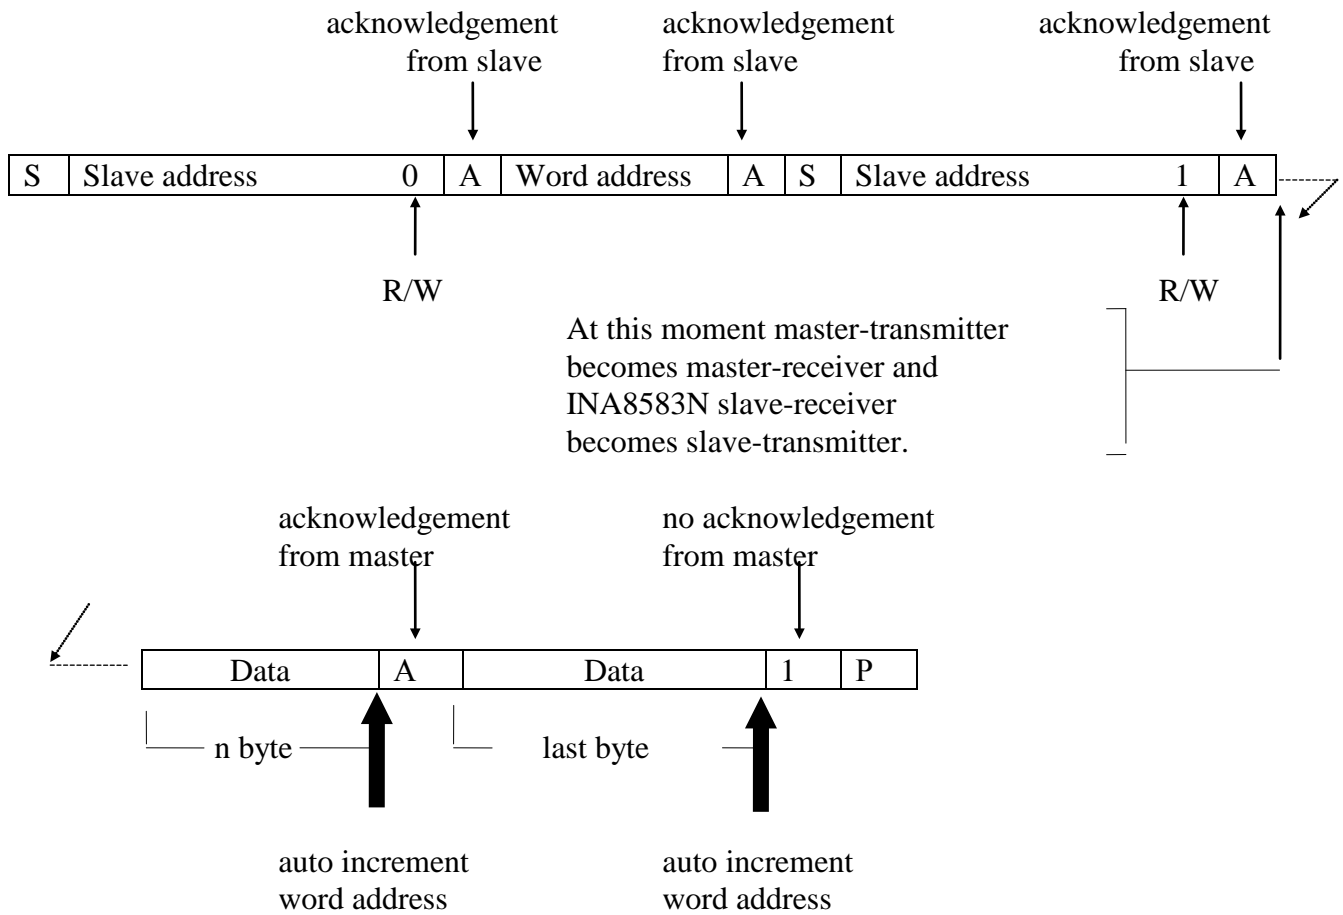 acknowledgement
from slave
acknowledgement
from slave
acknowledgement
from slave
S Slave address 0 A Word address A S Slave address 1 A
R/W
R/W
At this moment master-transmitter
becomes master-receiver and
INA8583N slave-receiver
becomes slave-transmitter.
acknowledgement
from master
no acknowledgement
from master
Data A Data 1 P
n byte
last byte
auto increment
word address
auto increment
word address